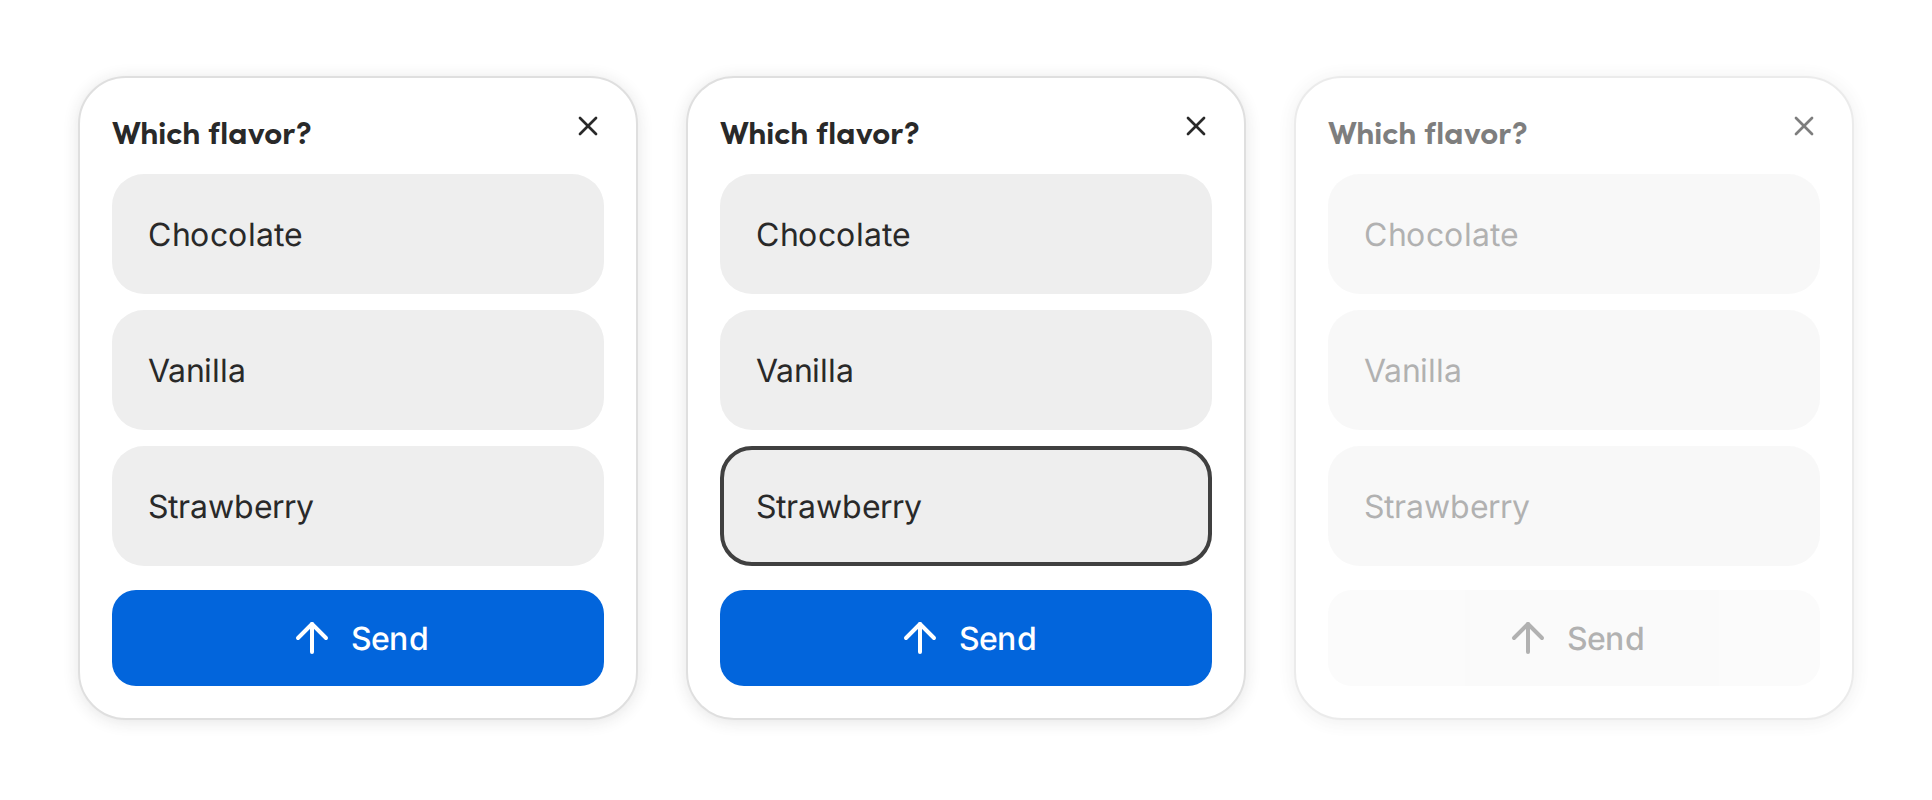 Which flavor?
Chocolate
Vanilla
Strawberry
Send
Which flavor?
Chocolate
Vanilla
Strawberry
Send
Which flavor?
Chocolate
Vanilla
Strawberry
Send